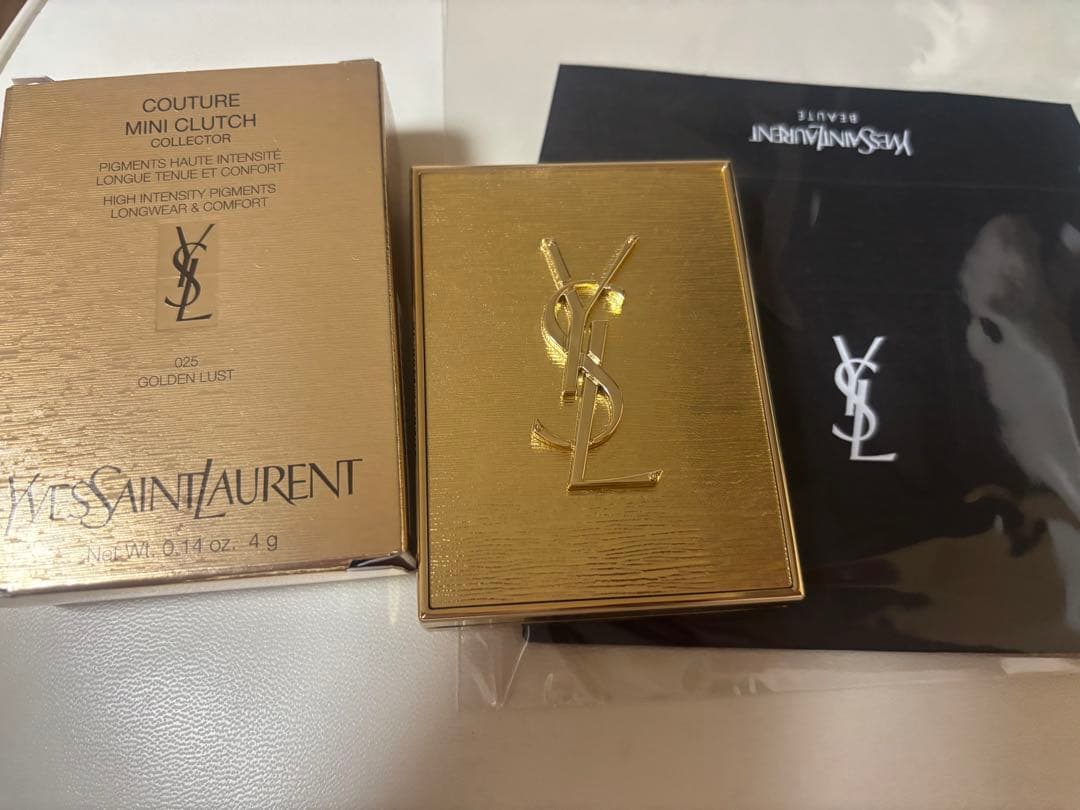 COUTURE
MINI CLUTCH
COLLECTOR
PIGMENTS HAUTE INTENSITÉ
LONGUE TENUE ET CONFORT
HIGH INTENSITY PIGMENTS
LONGWEAR & COMFORT
YSL
025
GOLDEN LUST
YVESSAINTLAURENT
Net Wt. 0.14 oz. 4 g
YSL
YVESSAINTLAURENT
BEAUTÉ
YSL